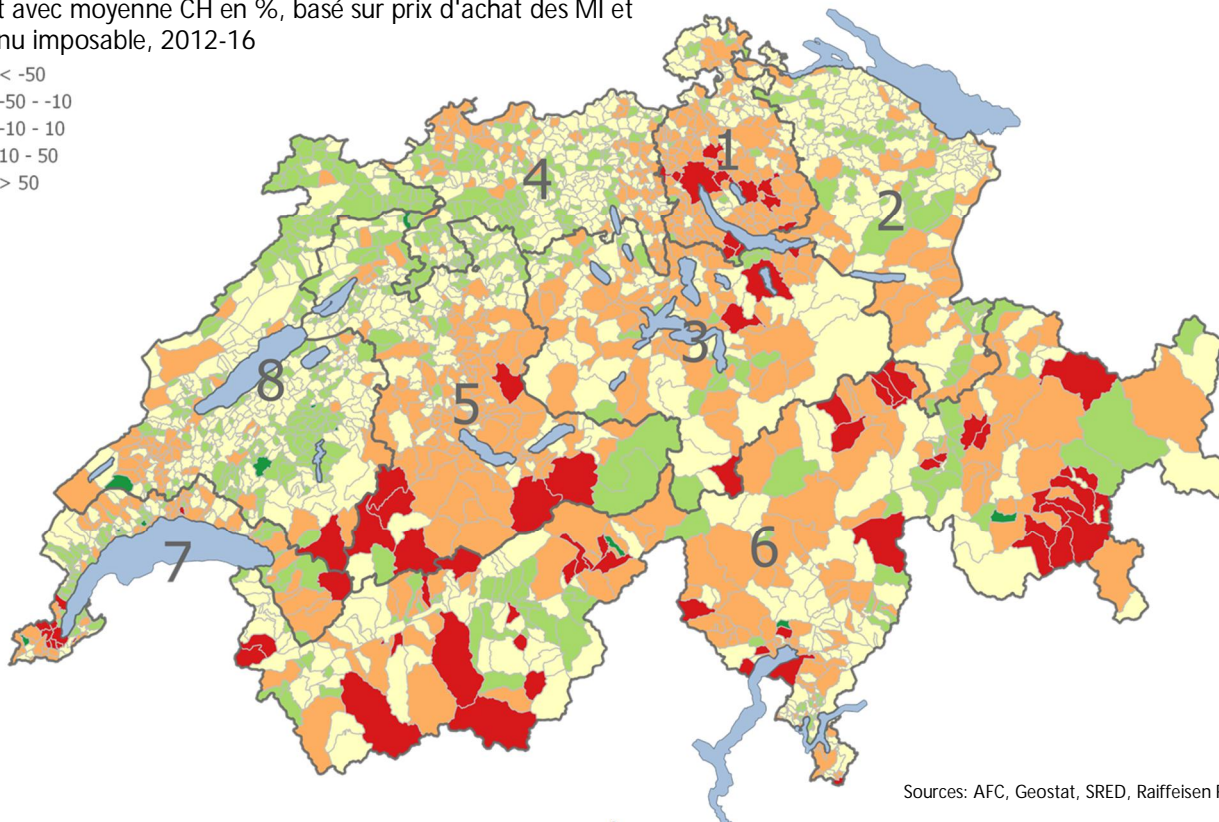 t avec moyenne CH en %, basé sur prix d'achat des MI et
nu imposable, 2012-16
< -50
-50 - -10
-10 - 10
10 - 50
> 50
1
4
2
3
8
5
6
7
Sources: AFC, Geostat, SRED, Raiffeisen